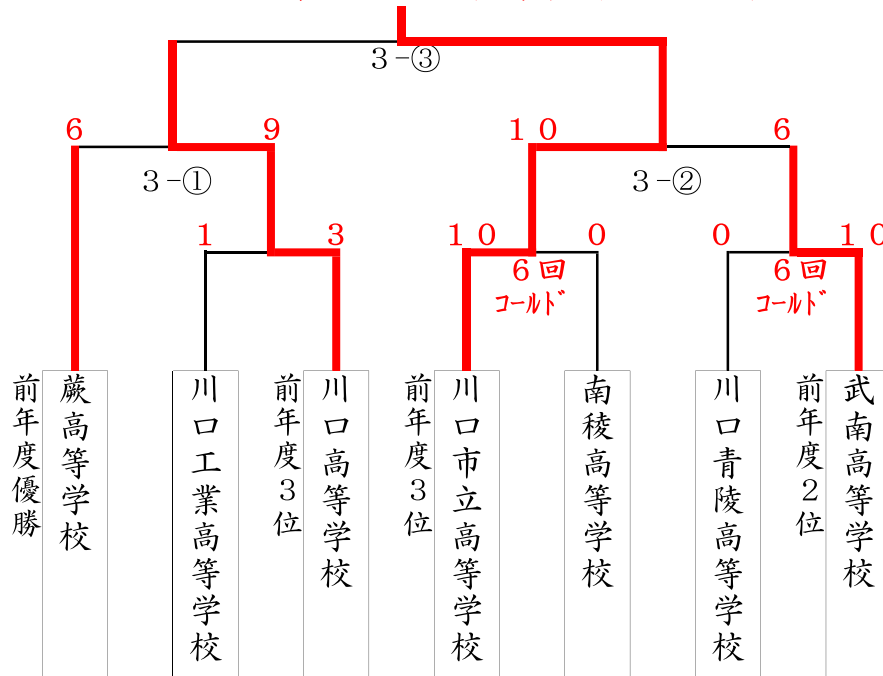 3-③
6
9
10
6
3-①
3-②
1
3
10
0
0
10
6回
コールド
6回
コールド
前年度優勝
蕨高等学校
川口工業高等学校
前年度3位
川口高等学校
前年度3位
川口市立高等学校
南稜高等学校
川口青陵高等学校
前年度2位
武南高等学校